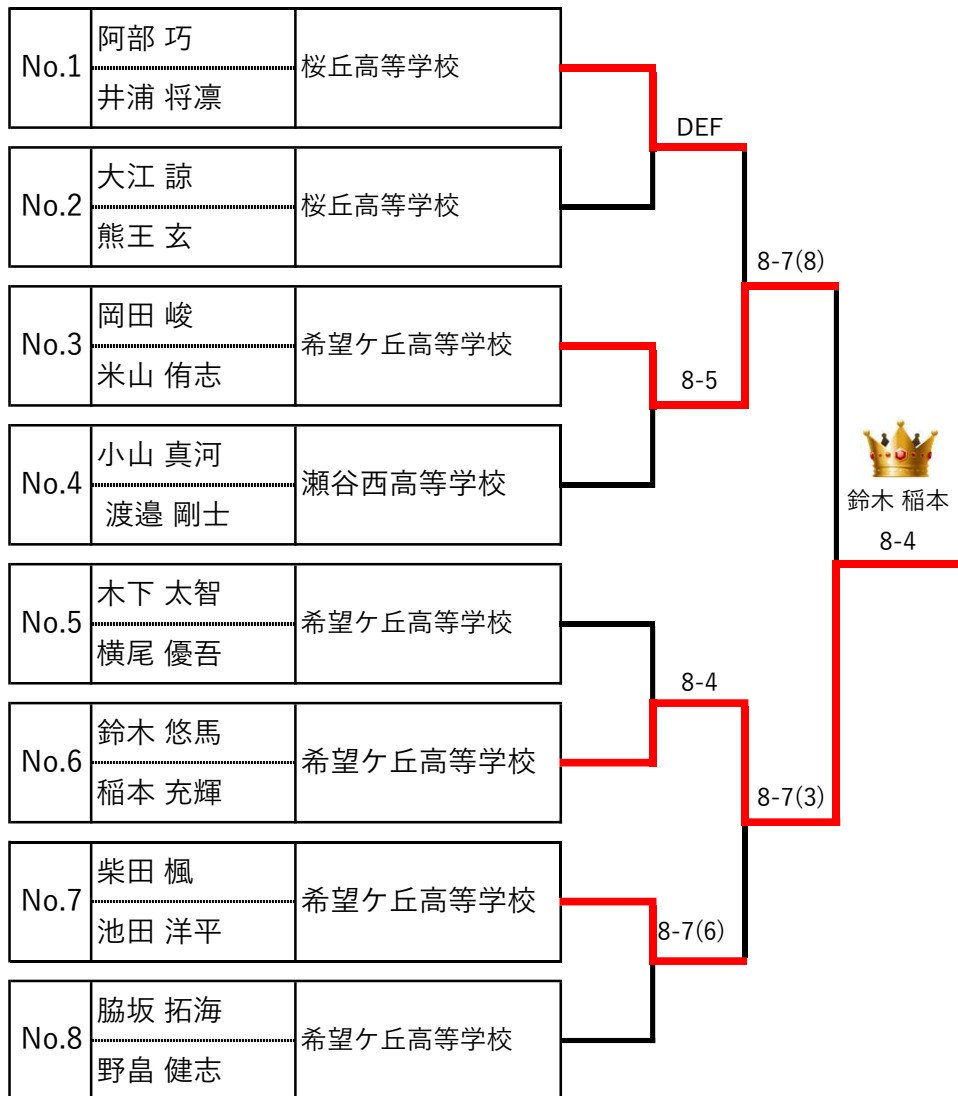 No.1
阿部 巧
井浦 将凛
桜丘高等学校
No.2
大江 諒
熊王 玄
桜丘高等学校
No.3
岡田 峻
米山 侑志
希望ケ丘高等学校
No.4
小山 真河
渡邉 剛士
瀬谷西高等学校
No.5
木下 太智
横尾 優吾
希望ケ丘高等学校
No.6
鈴木 悠馬
稲本 充輝
希望ケ丘高等学校
No.7
柴田 楓
池田 洋平
希望ケ丘高等学校
No.8
脇坂 拓海
野畠 健志
希望ケ丘高等学校
DEF
8-5
8-4
8-7(6)
8-7(8)
8-7(3)
鈴木 稲本
8-4